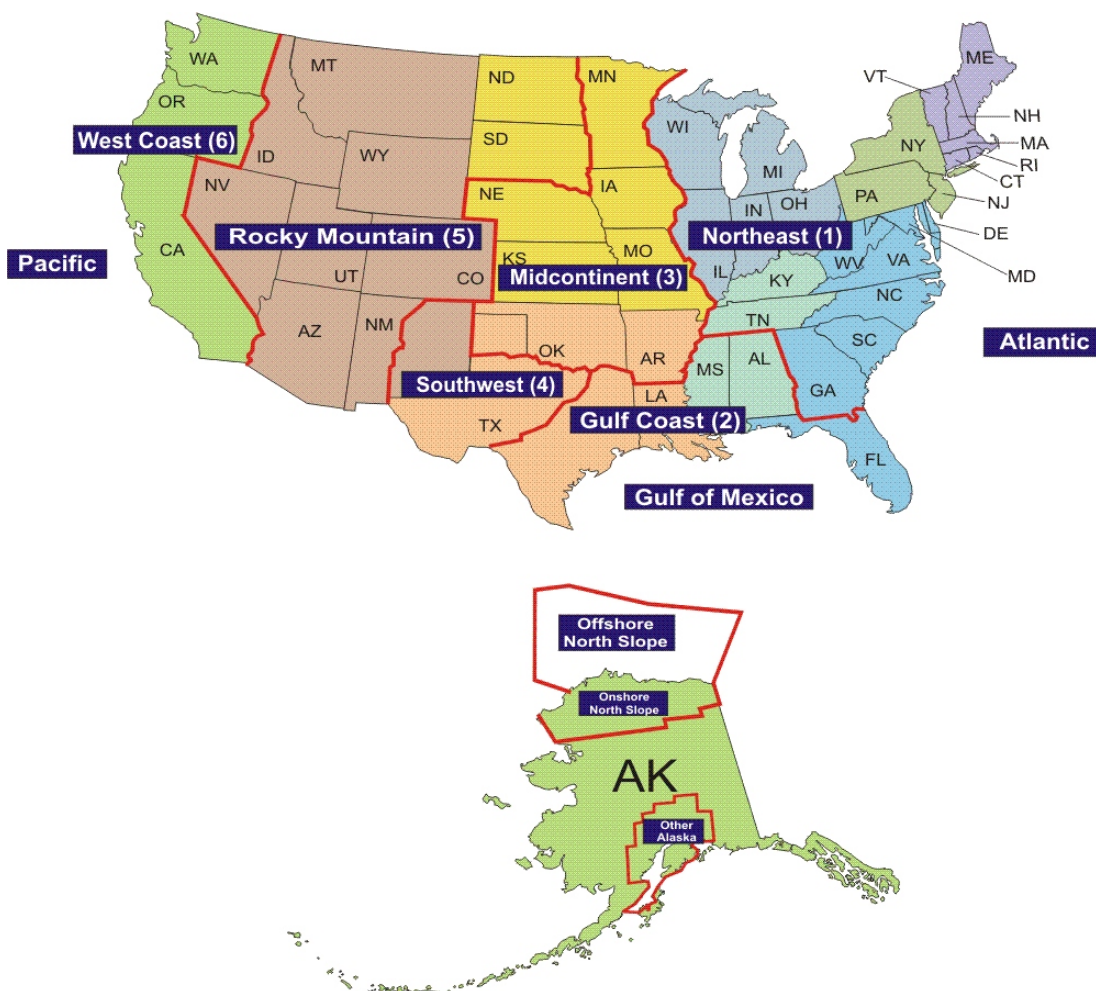 ME
WA
MT
ND
MN
VT
OR
NH
WI
SD
MA
West Coast (6)
NY
ID
WY
RI
MI
NV
NE
IA
CT
PA
IN
OH
NJ
Rocky Mountain (5)
Northeast (1)
DE
Pacific
CA
UT
CO
KS
MO
IL
WV
VA
MD
Midcontinent (3)
KY
NC
AZ
NM
TN
OK
AR
SC
Atlantic
MS
AL
Southwest (4)
GA
LA
TX
Gulf Coast (2)
FL
Gulf of Mexico
Offshore
North Slope
Onshore
North Slope
AK
Other
Alaska